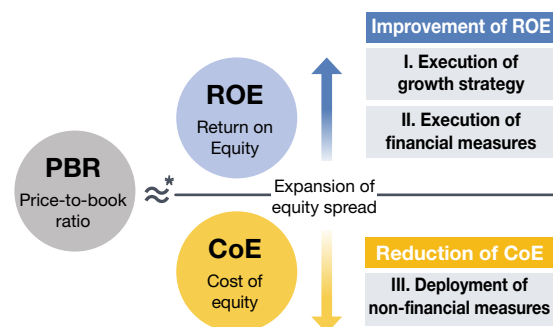 PBR
Price-to-book
ratio
≈*
ROE
Return on
Equity
CoE
Cost of
equity
Expansion of
equity spread
Improvement of ROE
I. Execution of
growth strategy
II. Execution of
financial measures
Reduction of CoE
III. Deployment of
non-financial measures